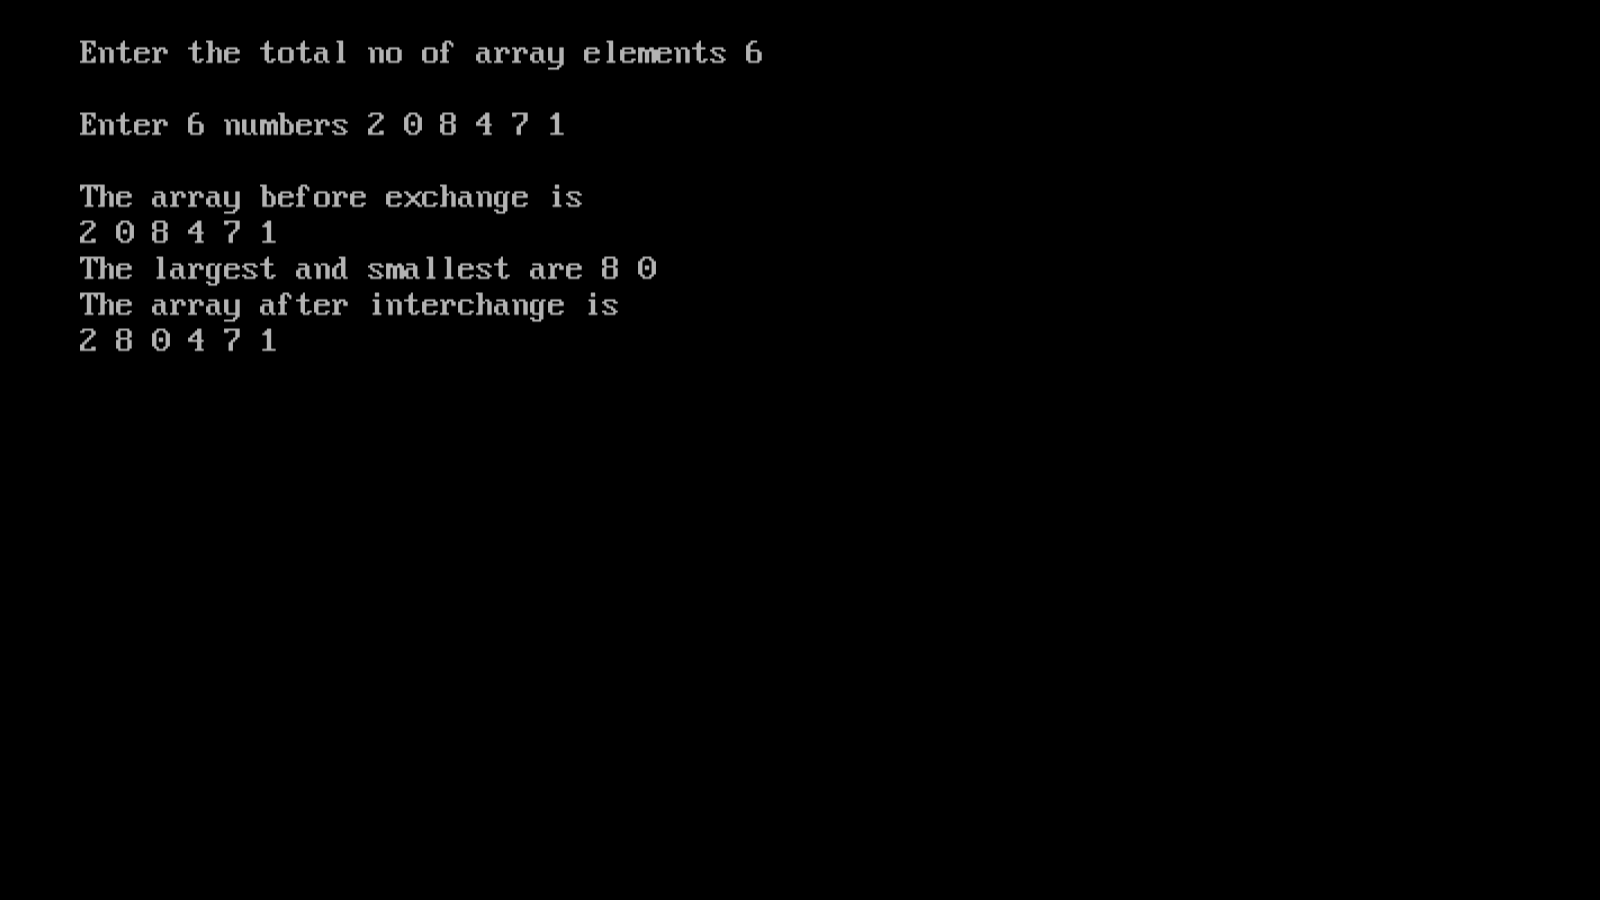 Enter the total no of array elements 6
Enter 6 numbers 2 0 8 4 7 1
The array before exchange is
2 0 8 4 7 1
The largest and smallest are 8 0
The array after interchange is
2 8 0 4 7 1